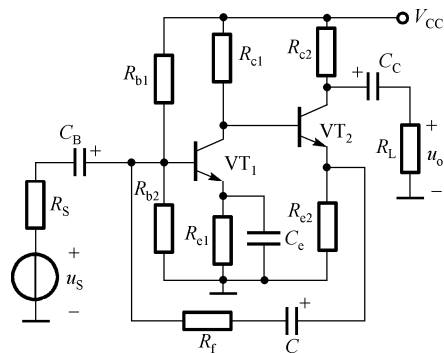 V_CC
R_b1
R_c1
R_c2
+
C_C
C_B
+
VT_1
VT_2
R_L
+
u_o
−
R_S
R_b2
R_e1
C_e
R_e2
+
u_S
−
R_f
C
+